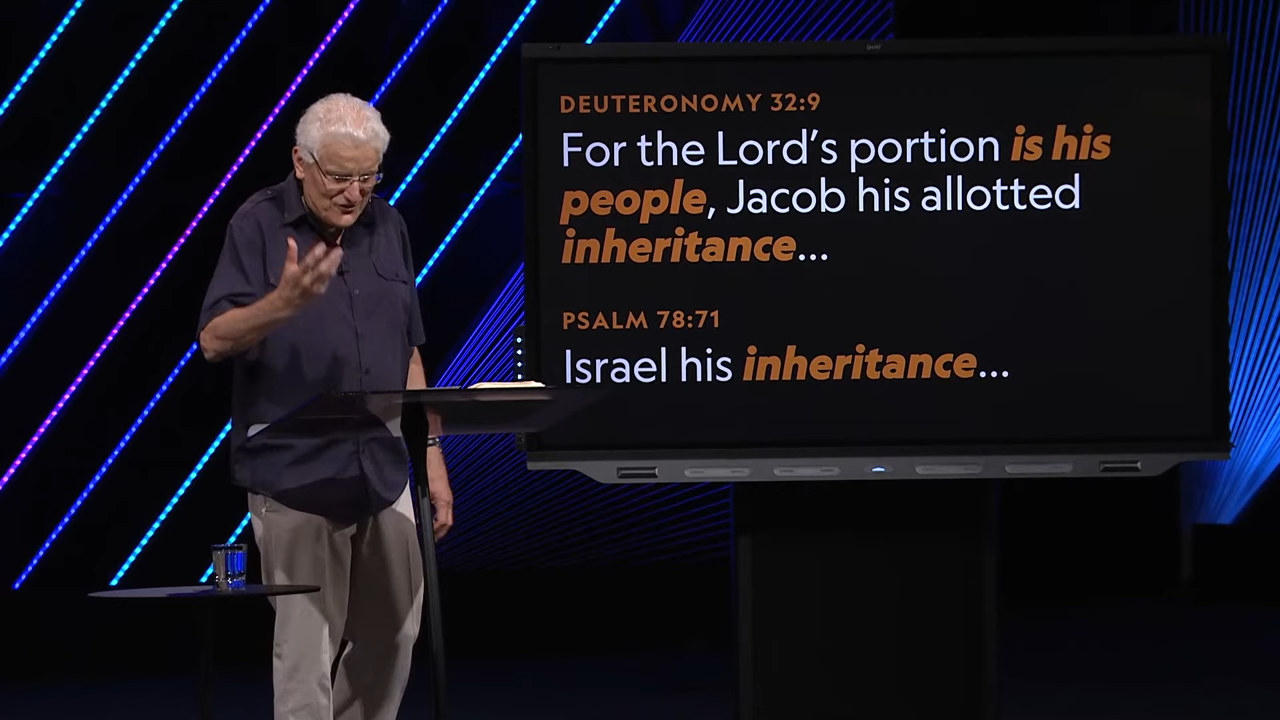 DEUTERONOMY 32:9
For the Lord’s portion is his
people, Jacob his allotted
inheritance...
PSALM 78:71
Israel his inheritance...